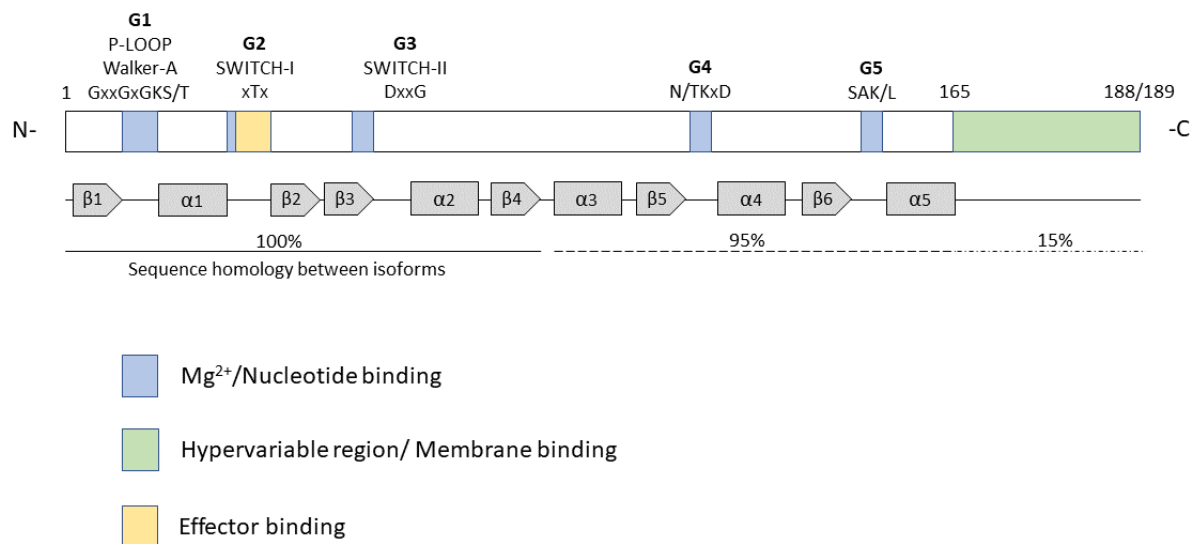 G1
P-LOOP
Walker-A
GxxGxGKS/T
G2
SWITCH-I
xTx
G3
SWITCH-II
DxxG
G4
N/TKxD
G5
SAK/L
1
165
188/189
N-
-C
β1
α1
β2
β3
α2
β4
α3
β5
α4
β6
α5
100%
95%
15%
Sequence homology between isoforms
Mg²⁺/Nucleotide binding
Hypervariable region/ Membrane binding
Effector binding